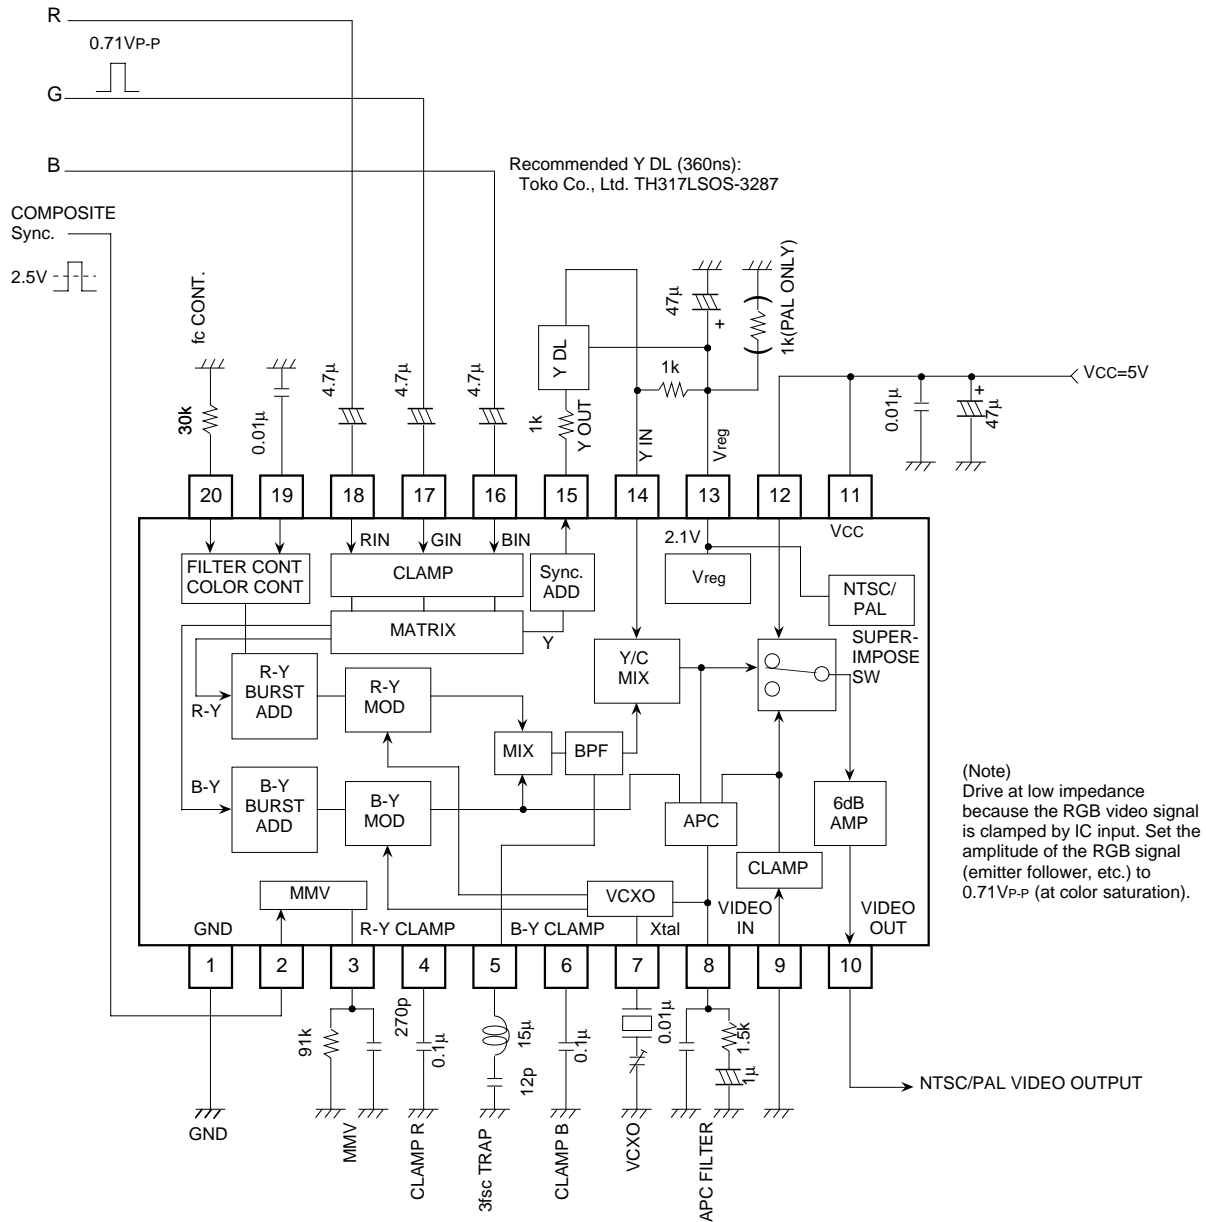 R
0.71VP-P
G
B
Recommended Y DL (360ns):
Toko Co., Ltd. TH317LSOS-3287
COMPOSITE
Sync.
2.5V
fc CONT.
30k
0.01μ
4.7μ
4.7μ
4.7μ
Y DL
1k
Y OUT
Y IN
1k
47μ
+
Vreg
1k(PAL ONLY)
VCC=5V
0.01μ
+
47μ
20
19
18
17
16
15
14
13
12
11
VCC
RIN
GIN
BIN
2.1V
FILTER CONT
COLOR CONT
CLAMP
Sync.
ADD
Vreg
NTSC/
PAL
MATRIX
Y
SUPER-
IMPOSE
SW
Y/C
MIX
R-Y
BURST
ADD
R-Y
MOD
R-Y
MIX
BPF
B-Y
B-Y
BURST
ADD
B-Y
MOD
APC
6dB
AMP
CLAMP
MMV
VCXO
(Note)
Drive at low impedance
because the RGB video signal
is clamped by IC input. Set the
amplitude of the RGB signal
(emitter follower, etc.) to
0.71VP-P (at color saturation).
GND
R-Y CLAMP
B-Y CLAMP
Xtal
VIDEO
IN
VIDEO
OUT
1
2
3
4
5
6
7
8
9
10
91k
270p
0.1μ
15μ
12p
0.1μ
0.01μ
1.5k
1μ
NTSC/PAL VIDEO OUTPUT
GND
MMV
CLAMP R
3fsc TRAP
CLAMP B
VCXO
APC FILTER